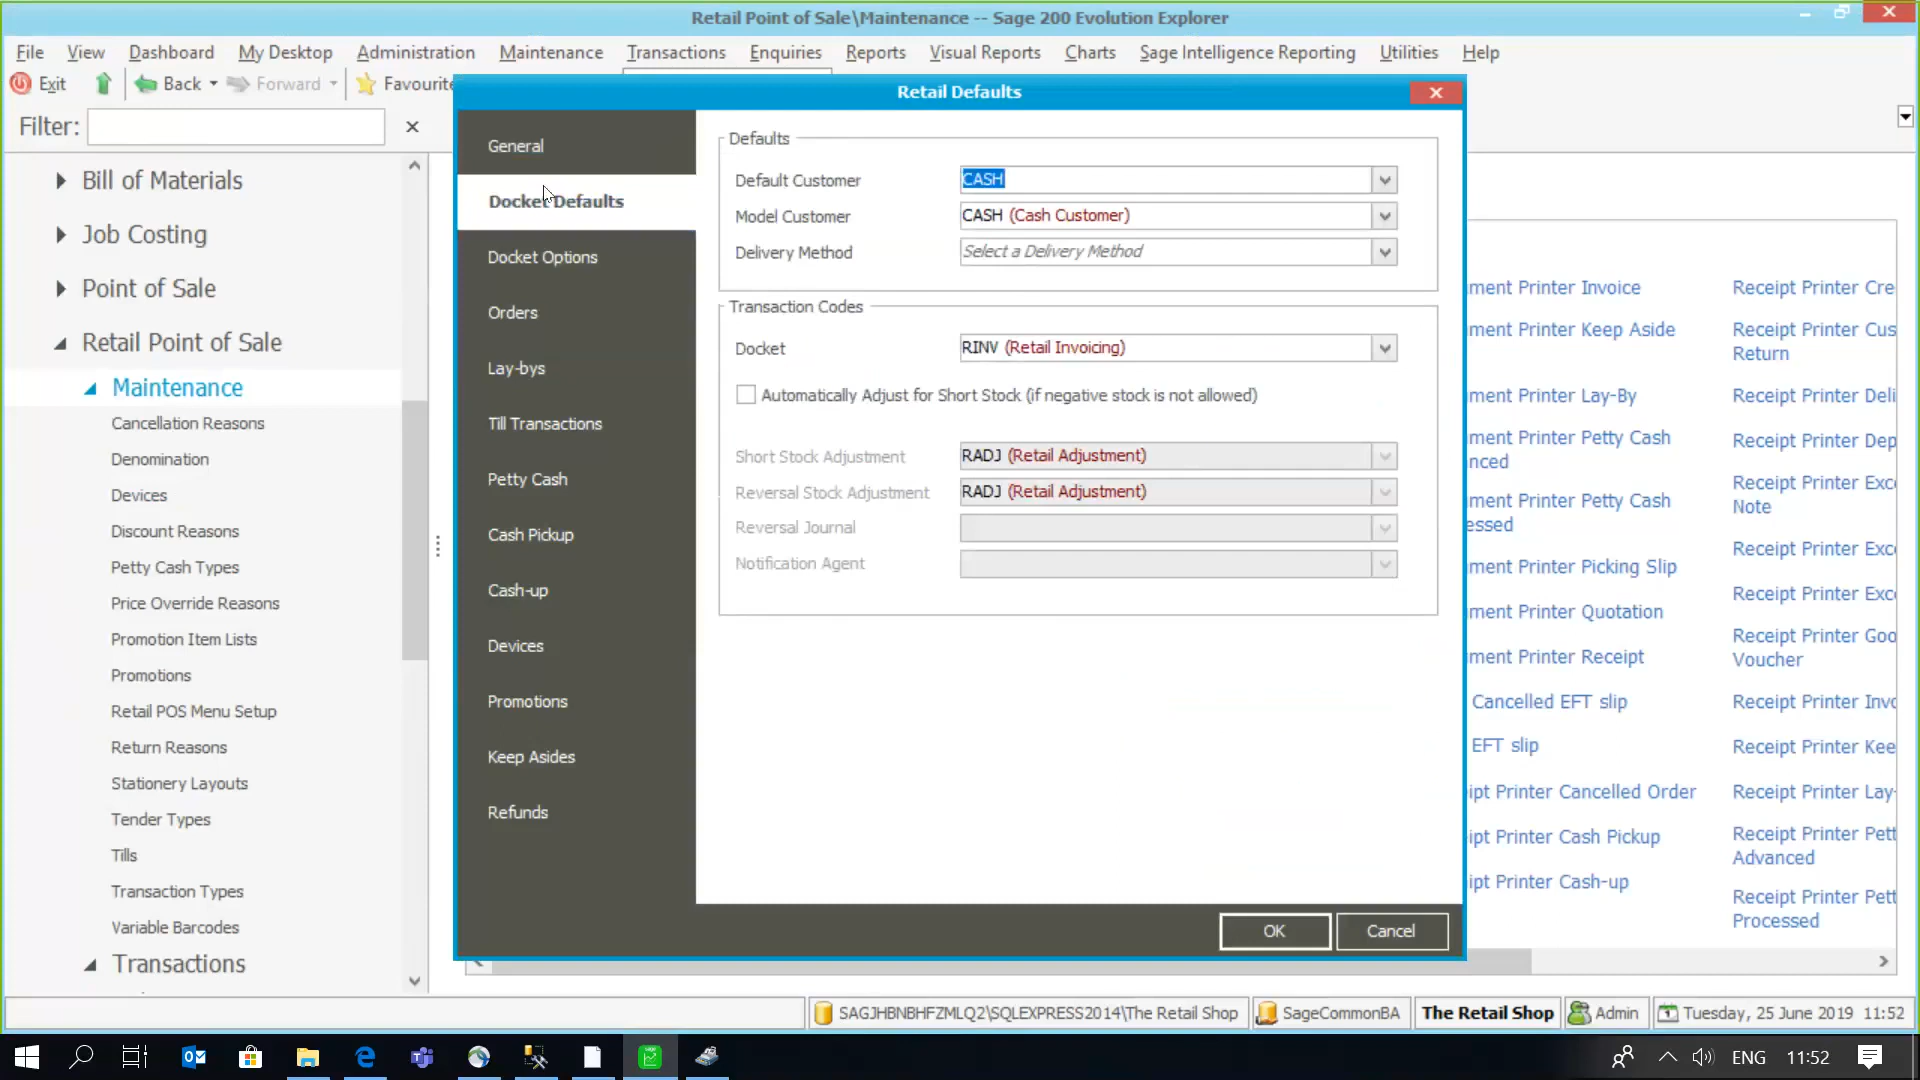 Retail Point of Sale\Maintenance -- Sage 200 Evolution Explorer
File View Dashboard My Desktop Administration Maintenance Transactions Enquiries Reports Visual Reports Charts Sage Intelligence Reporting Utilities Help
Exit Back Forward Favourite
Filter:
Bill of Materials
Job Costing
Point of Sale
Retail Point of Sale
Maintenance
Cancellation Reasons
Denomination
Devices
Discount Reasons
Petty Cash Types
Price Override Reasons
Promotion Item Lists
Promotions
Retail POS Menu Setup
Return Reasons
Stationery Layouts
Tender Types
Tills
Transaction Types
Variable Barcodes
Transactions
Retail Defaults
General
Docket Defaults
Docket Options
Orders
Lay-bys
Till Transactions
Petty Cash
Cash Pickup
Cash-up
Devices
Promotions
Keep Asides
Refunds
Defaults
Default Customer CASH
Model Customer CASH (Cash Customer)
Delivery Method Select a Delivery Method
Transaction Codes
Docket RINV (Retail Invoicing)
Automatically Adjust for Short Stock (if negative stock is not allowed)
Short Stock Adjustment RADJ (Retail Adjustment)
Reversal Stock Adjustment RADJ (Retail Adjustment)
Reversal Journal
Notification Agent
OK Cancel
ment Printer Invoice
ment Printer Keep Aside
ment Printer Lay-By
ment Printer Petty Cash
nced
ment Printer Petty Cash
essed
ment Printer Picking Slip
ment Printer Quotation
ment Printer Receipt
Cancelled EFT slip
EFT slip
ipt Printer Cancelled Order
ipt Printer Cash Pickup
ipt Printer Cash-up
Receipt Printer Cre
Receipt Printer Cus
Return
Receipt Printer Deli
Receipt Printer Dep
Receipt Printer Exc
Note
Receipt Printer Exc
Receipt Printer Exc
Receipt Printer Goo
Voucher
Receipt Printer Invo
Receipt Printer Kee
Receipt Printer Lay-
Receipt Printer Pett
Advanced
Receipt Printer Pett
Processed
SAGJHBNBHFZMLQ2\SQLEXPRESS2014\The Retail Shop SageCommonBA The Retail Shop Admin Tuesday, 25 June 2019 11:52
ENG 11:52